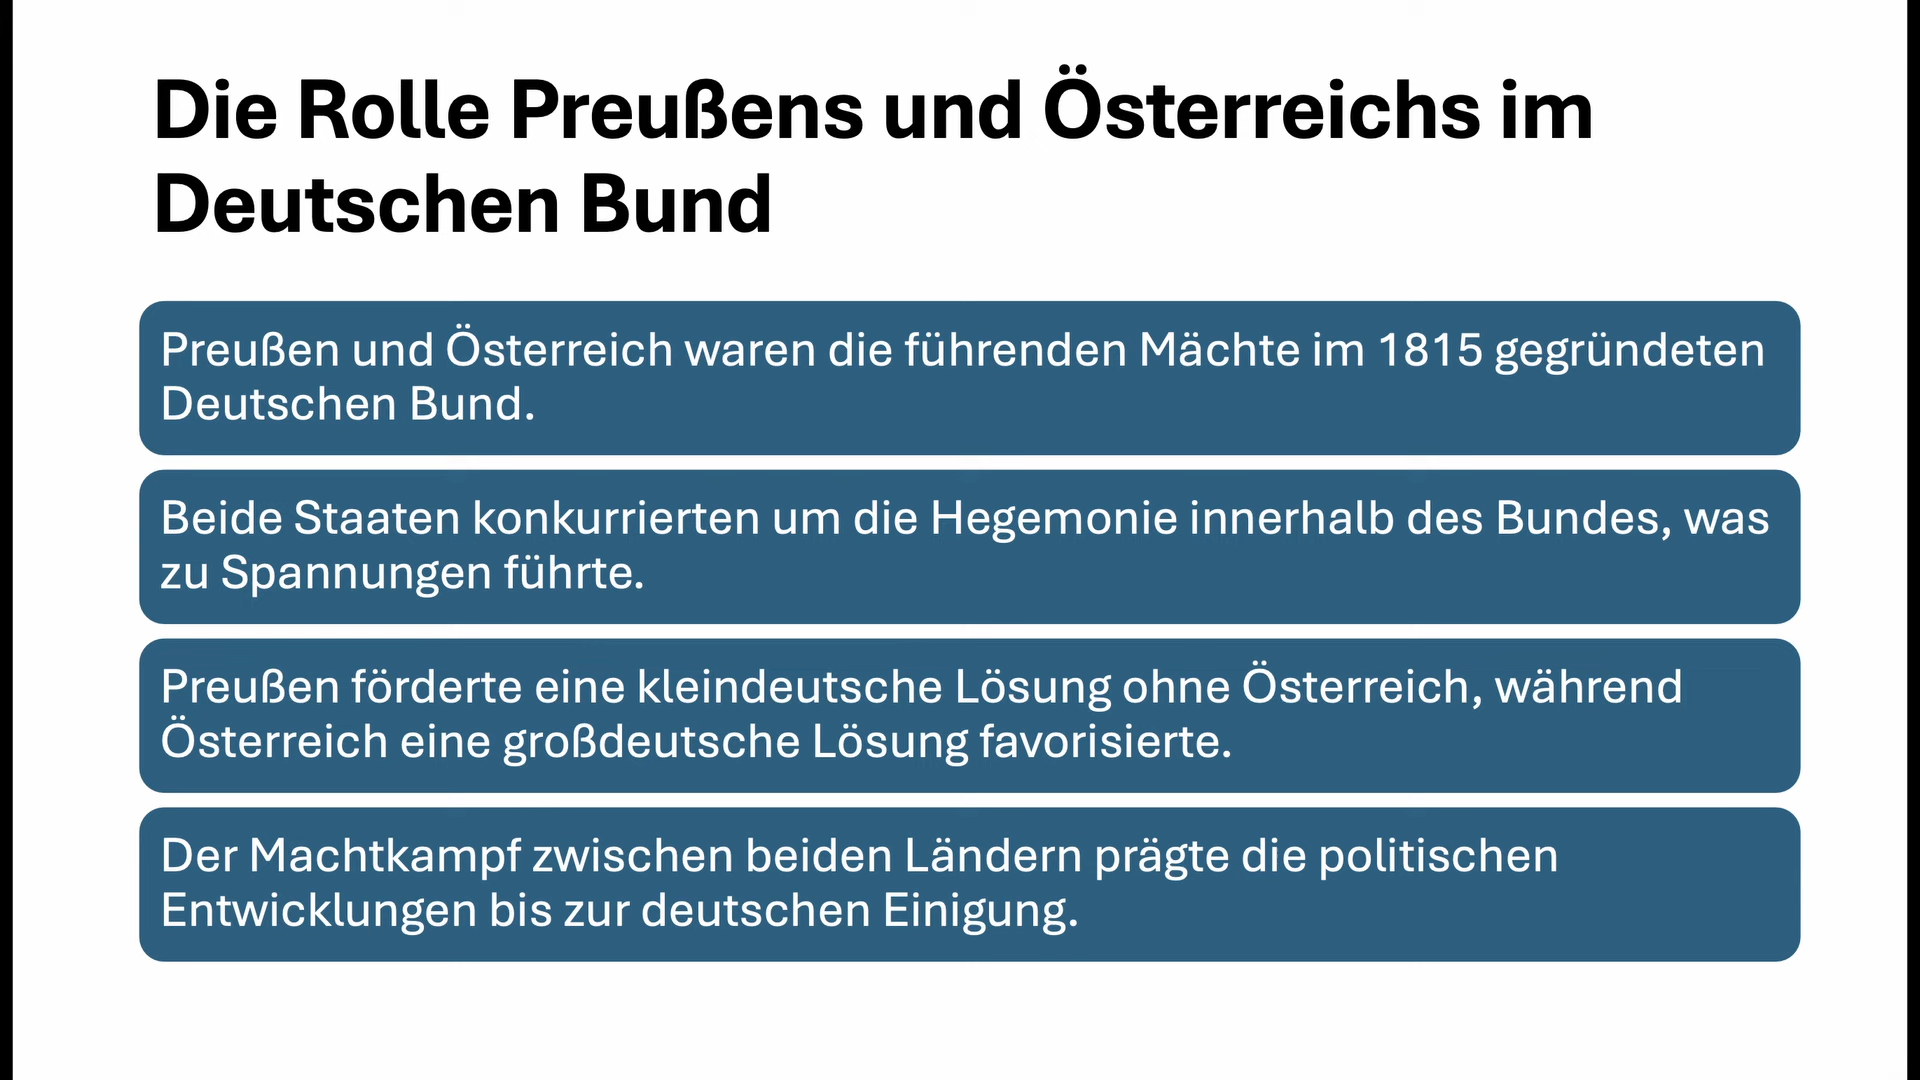 Die Rolle Preußens und Österreichs im
Deutschen Bund
Preußen und Österreich waren die führenden Mächte im 1815 gegründeten
Deutschen Bund.
Beide Staaten konkurrierten um die Hegemonie innerhalb des Bundes, was
zu Spannungen führte.
Preußen förderte eine kleindeutsche Lösung ohne Österreich, während
Österreich eine großdeutsche Lösung favorisierte.
Der Machtkampf zwischen beiden Ländern prägte die politischen
Entwicklungen bis zur deutschen Einigung.